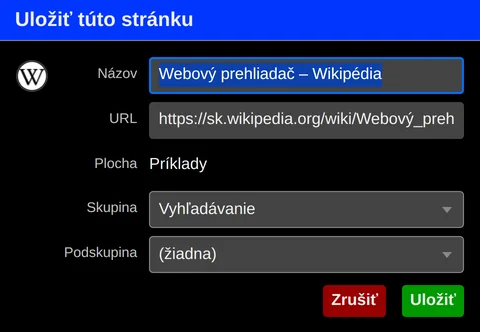 Uložiť túto stránku
W
Názov
Webový prehliadač – Wikipédia
URL
https://sk.wikipedia.org/wiki/Webový_preh
Plocha
Príklady
Skupina
Vyhľadávanie
Podskupina
(žiadna)
Zrušiť
Uložiť